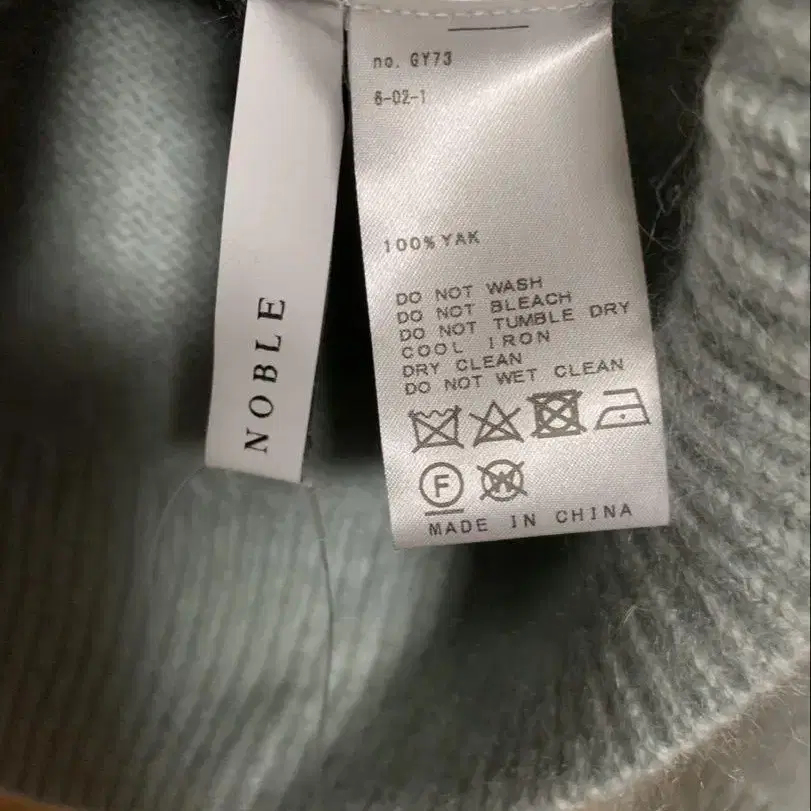 NOBLE
no. GY73
6-02-1
100% YAK
DO NOT WASH
DO NOT BLEACH
DO NOT TUMBLE DRY
COOL IRON
DRY CLEAN
DO NOT WET CLEAN
F
W
MADE IN CHINA